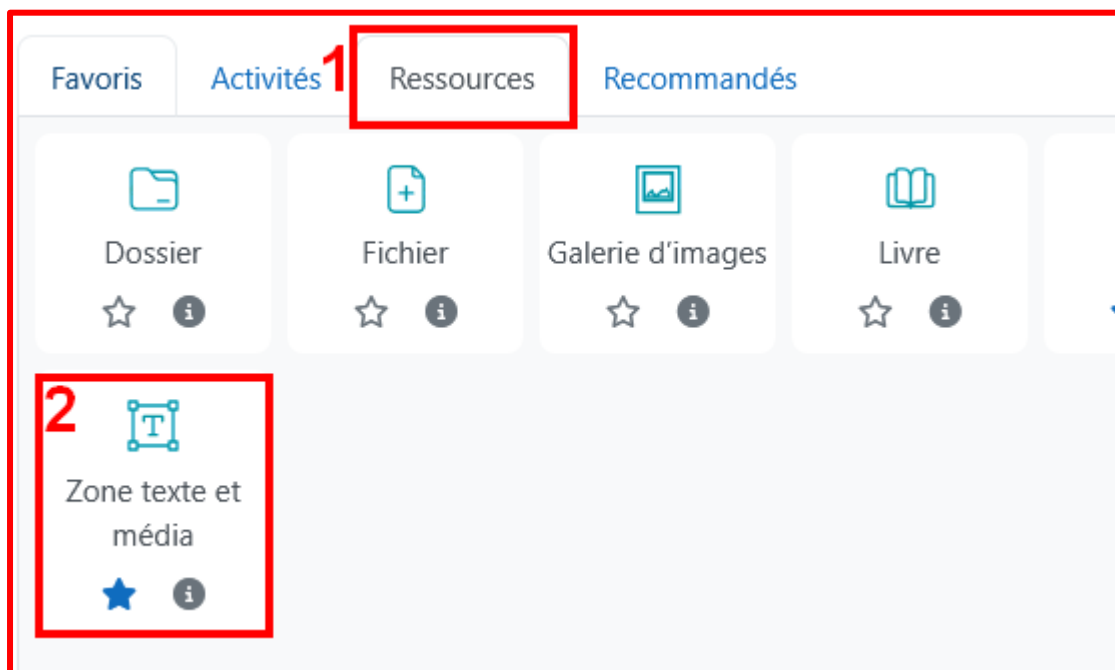 Favoris Activités 1 Ressources Recommandés
Dossier Fichier Galerie d'images Livre
2
T
Zone texte et
média